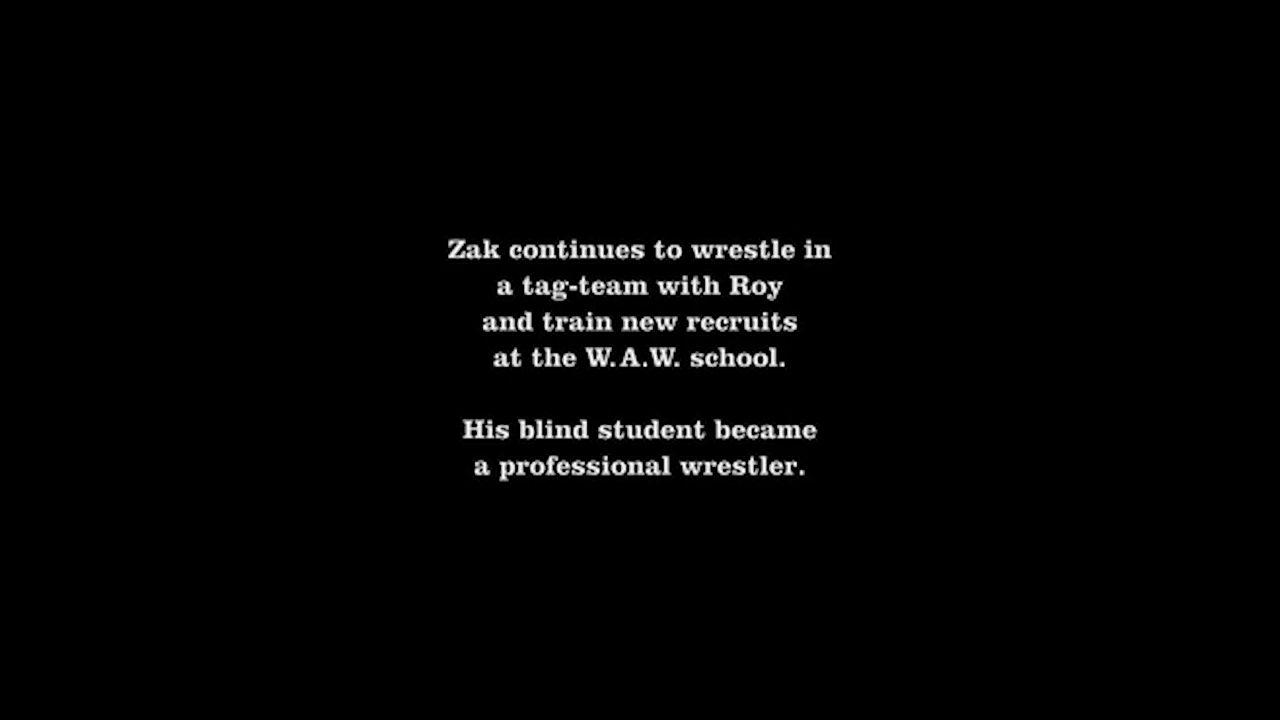 Zak continues to wrestle in
a tag-team with Roy
and train new recruits
at the W.A.W. school.
His blind student became
a professional wrestler.